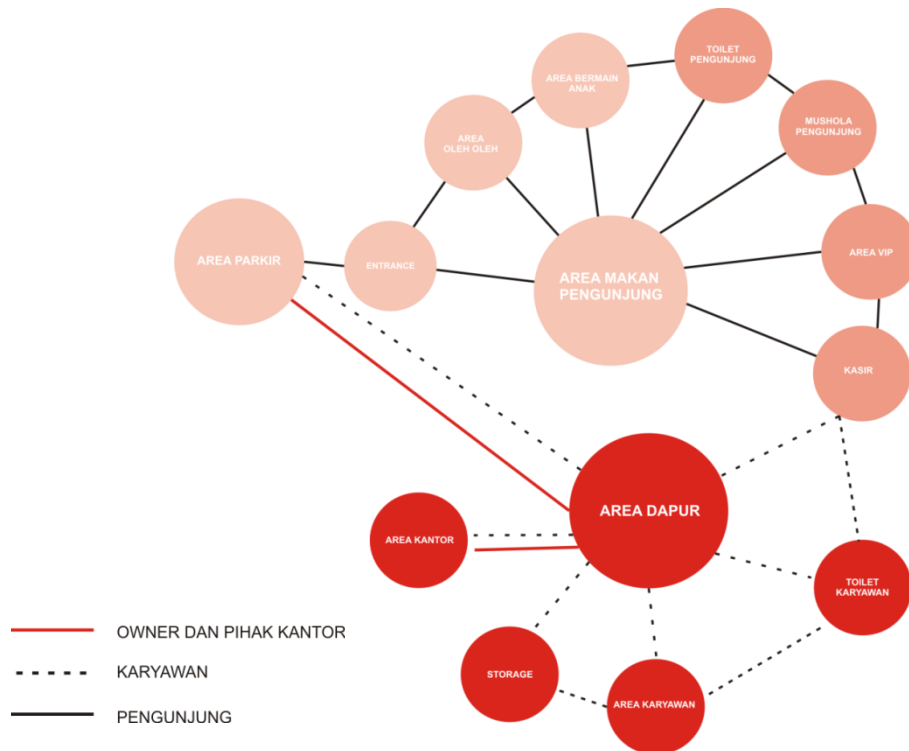 TOILET
PENGUNJUNG
AREA BERMAIN
ANAK
MUSHOLA
PENGUNJUNG
AREA
OLEH OLEH
AREA PARKIR
ENTRANCE
AREA MAKAN
PENGUNJUNG
AREA VIP
KASIR
AREA DAPUR
AREA KANTOR
TOILET
KARYAWAN
STORAGE
AREA KARYAWAN
OWNER DAN PIHAK KANTOR
KARYAWAN
PENGUNJUNG